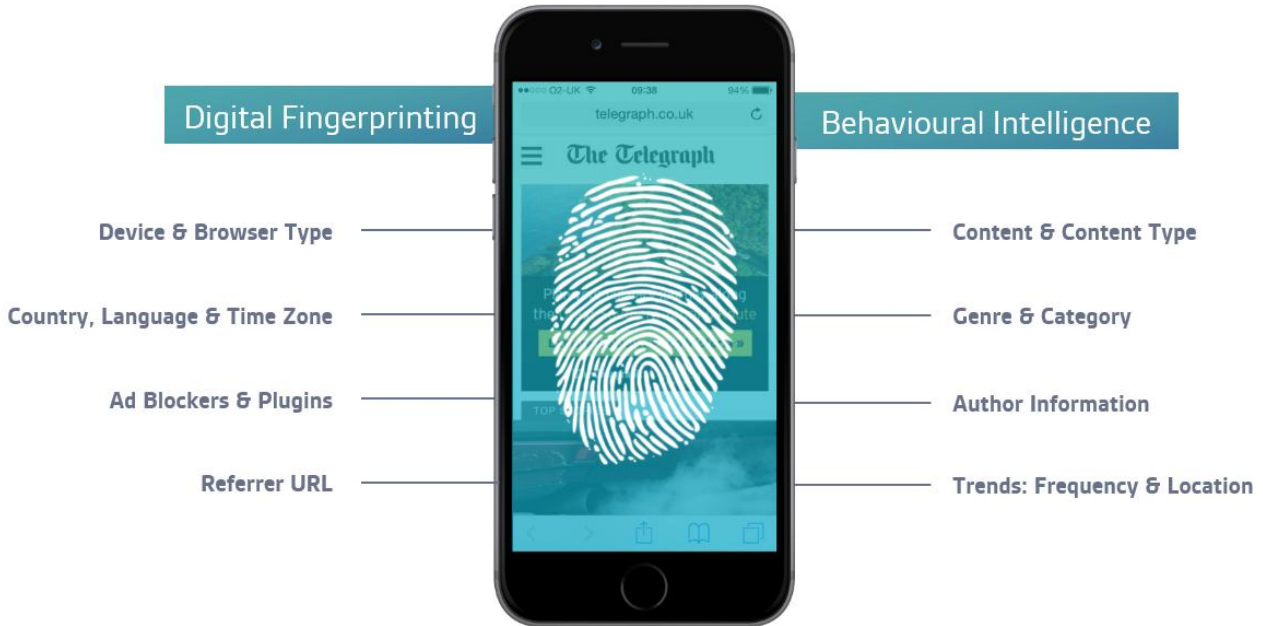 Digital Fingerprinting
Behavioural Intelligence
Device & Browser Type
Country, Language & Time Zone
Ad Blockers & Plugins
Referrer URL
O2-UK 09:38 94%
telegraph.co.uk
The Telegraph
TOP
Content & Content Type
Genre & Category
Author Information
Trends: Frequency & Location